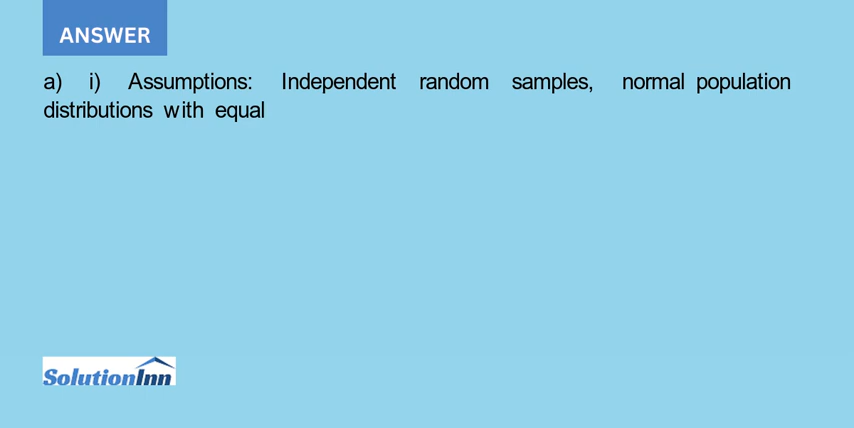 ANSWER
a) i) Assumptions: Independent random samples, normal population
distributions with equal
SolutionInn